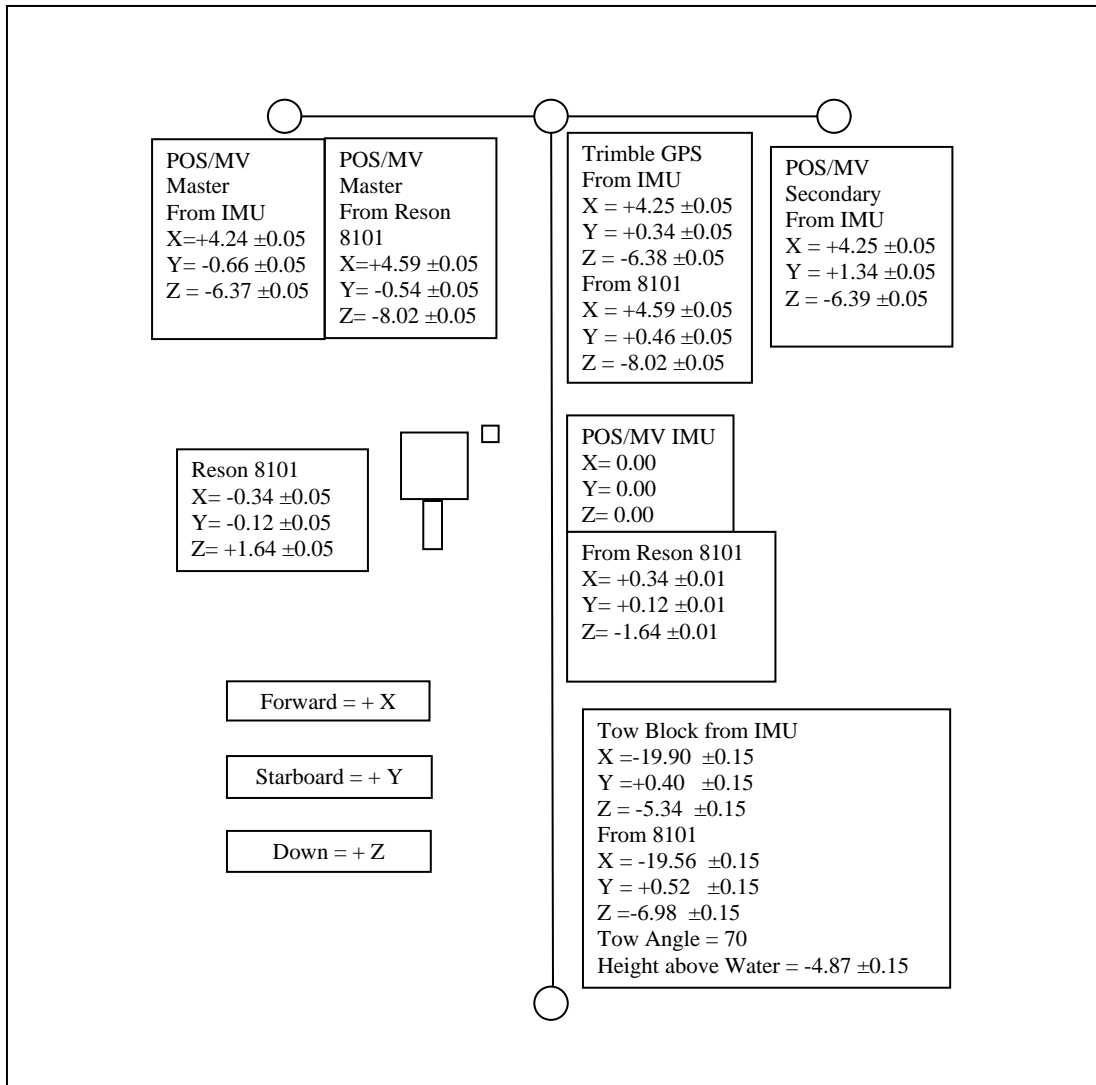 POS/MV
Master
From IMU
X=+4.24 ±0.05
Y= -0.66 ±0.05
Z = -6.37 ±0.05
POS/MV
Master
From Reson
8101
X=+4.59 ±0.05
Y= -0.54 ±0.05
Z= -8.02 ±0.05
Trimble GPS
From IMU
X = +4.25 ±0.05
Y = +0.34 ±0.05
Z = -6.38 ±0.05
From 8101
X = +4.59 ±0.05
Y = +0.46 ±0.05
Z = -8.02 ±0.05
POS/MV
Secondary
From IMU
X = +4.25 ±0.05
Y = +1.34 ±0.05
Z = -6.39 ±0.05
Reson 8101
X= -0.34 ±0.05
Y= -0.12 ±0.05
Z= +1.64 ±0.05
POS/MV IMU
X= 0.00
Y= 0.00
Z= 0.00
From Reson 8101
X= +0.34 ±0.01
Y= +0.12 ±0.01
Z= -1.64 ±0.01
Forward = + X
Starboard = + Y
Down = + Z
Tow Block from IMU
X =-19.90 ±0.15
Y =+0.40 ±0.15
Z = -5.34 ±0.15
From 8101
X = -19.56 ±0.15
Y = +0.52 ±0.15
Z =-6.98 ±0.15
Tow Angle = 70
Height above Water = -4.87 ±0.15